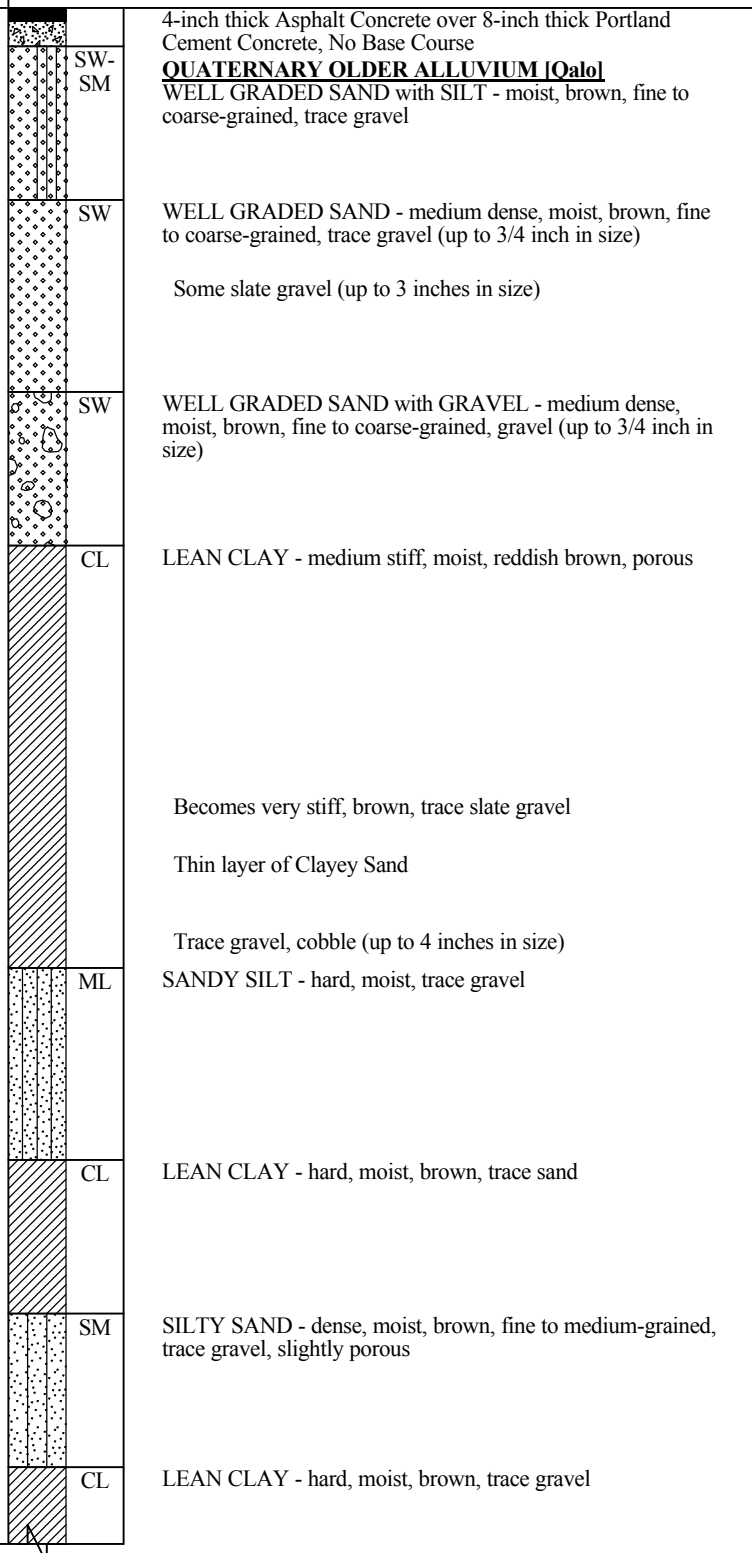 4-inch thick Asphalt Concrete over 8-inch thick Portland
Cement Concrete, No Base Course
SW-
SM
QUATERNARY OLDER ALLUVIUM [Qalo]
WELL GRADED SAND with SILT - moist, brown, fine to
coarse-grained, trace gravel
SW
WELL GRADED SAND - medium dense, moist, brown, fine
to coarse-grained, trace gravel (up to 3/4 inch in size)
Some slate gravel (up to 3 inches in size)
SW
WELL GRADED SAND with GRAVEL - medium dense,
moist, brown, fine to coarse-grained, gravel (up to 3/4 inch in
size)
CL
LEAN CLAY - medium stiff, moist, reddish brown, porous
Becomes very stiff, brown, trace slate gravel
Thin layer of Clayey Sand
Trace gravel, cobble (up to 4 inches in size)
ML
SANDY SILT - hard, moist, trace gravel
CL
LEAN CLAY - hard, moist, brown, trace sand
SM
SILTY SAND - dense, moist, brown, fine to medium-grained,
trace gravel, slightly porous
CL
LEAN CLAY - hard, moist, brown, trace gravel